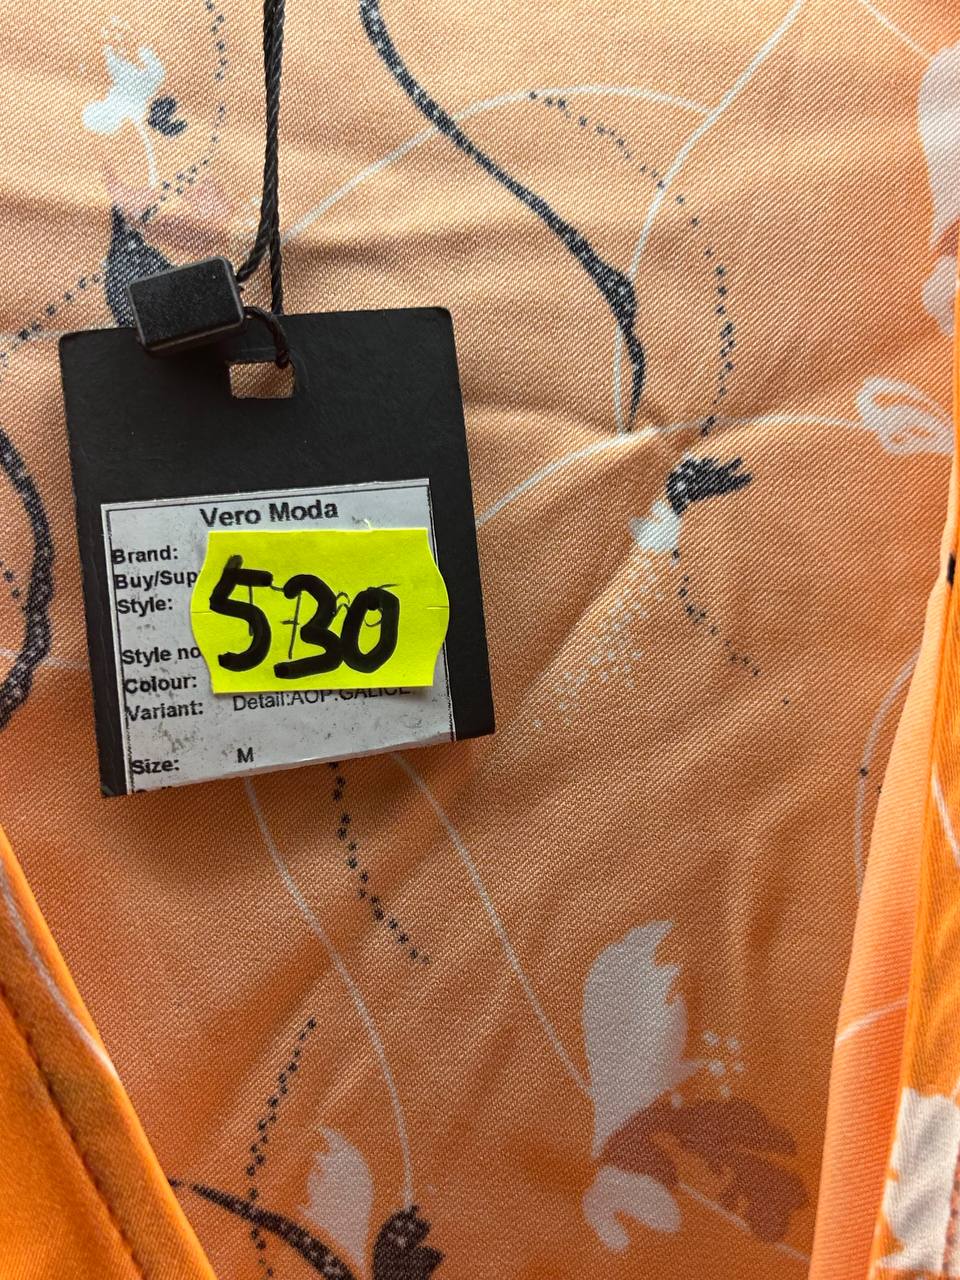 Vero Moda
Brand:
Buy/Sup
Style:
530
Style no
Colour:
Variant: Detail:AOP:GALICE
Size: M